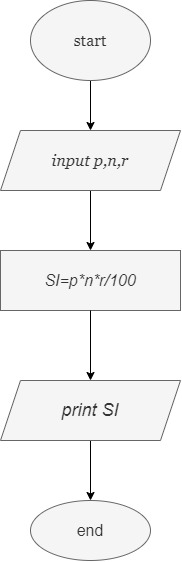 start
input p,n,r
SI=p*n*r/100
print SI
end